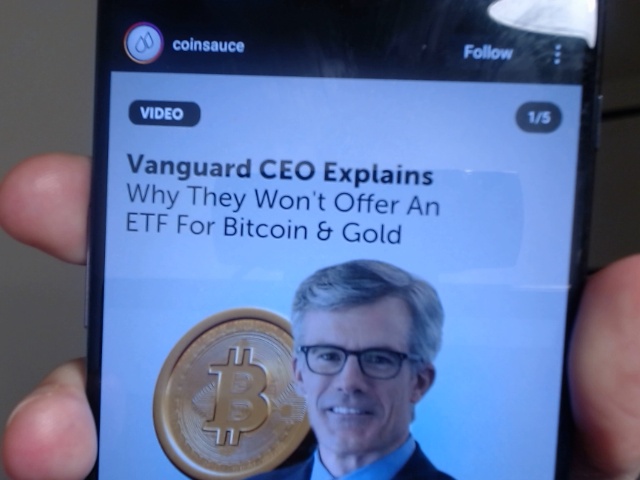 coinsauce
Follow
VIDEO
1/5
Vanguard CEO Explains
Why They Won't Offer An
ETF For Bitcoin & Gold